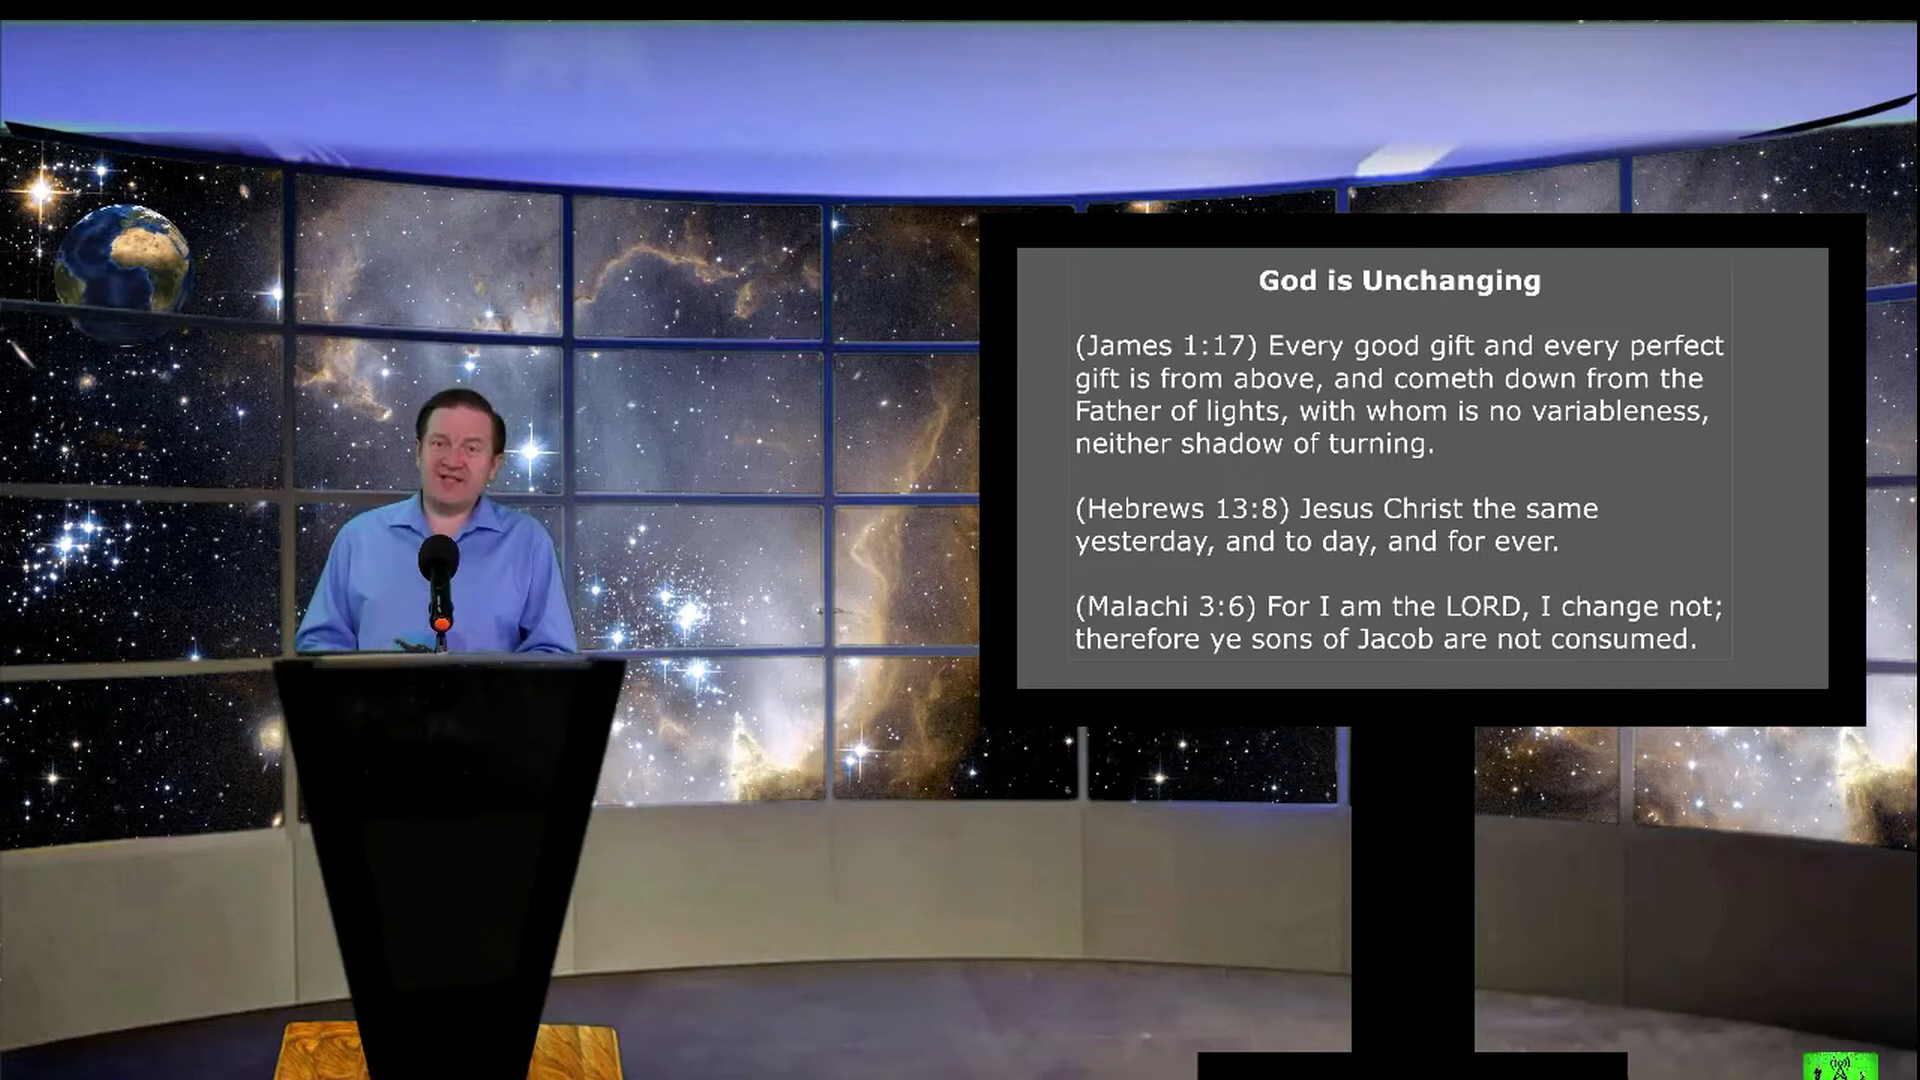 God is Unchanging
(James 1:17) Every good gift and every perfect
gift is from above, and cometh down from the
Father of lights, with whom is no variableness,
neither shadow of turning.
(Hebrews 13:8) Jesus Christ the same
yesterday, and to day, and for ever.
(Malachi 3:6) For I am the LORD, I change not;
therefore ye sons of Jacob are not consumed.